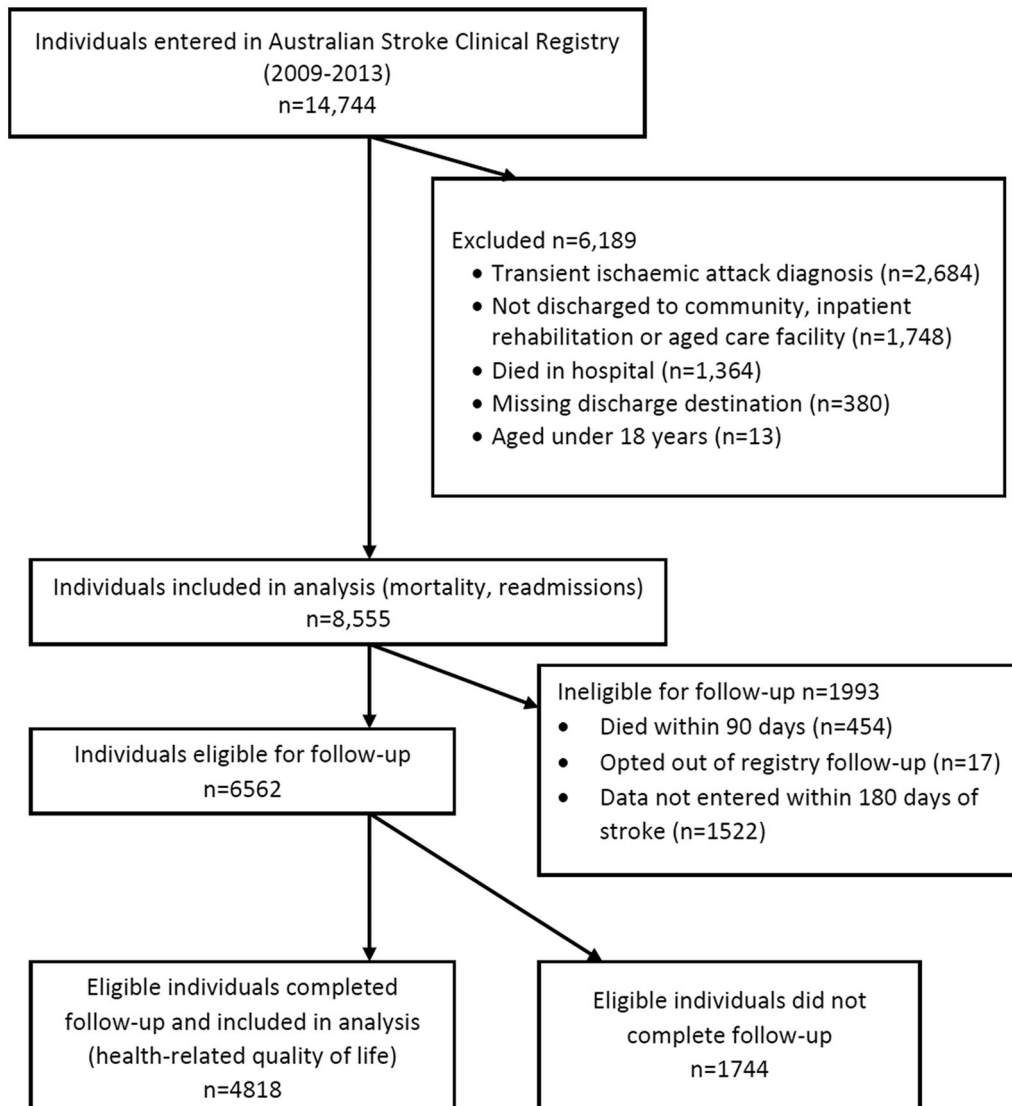 Individuals entered in Australian Stroke Clinical Registry
(2009-2013)
n=14,744
Excluded n=6,189
• Transient ischaemic attack diagnosis (n=2,684)
• Not discharged to community, inpatient
rehabilitation or aged care facility (n=1,748)
• Died in hospital (n=1,364)
• Missing discharge destination (n=380)
• Aged under 18 years (n=13)
Individuals included in analysis (mortality, readmissions)
n=8,555
Ineligible for follow-up n=1993
• Died within 90 days (n=454)
• Opted out of registry follow-up (n=17)
• Data not entered within 180 days of
stroke (n=1522)
Individuals eligible for follow-up
n=6562
Eligible individuals completed
follow-up and included in analysis
(health-related quality of life)
n=4818
Eligible individuals did not
complete follow-up
n=1744